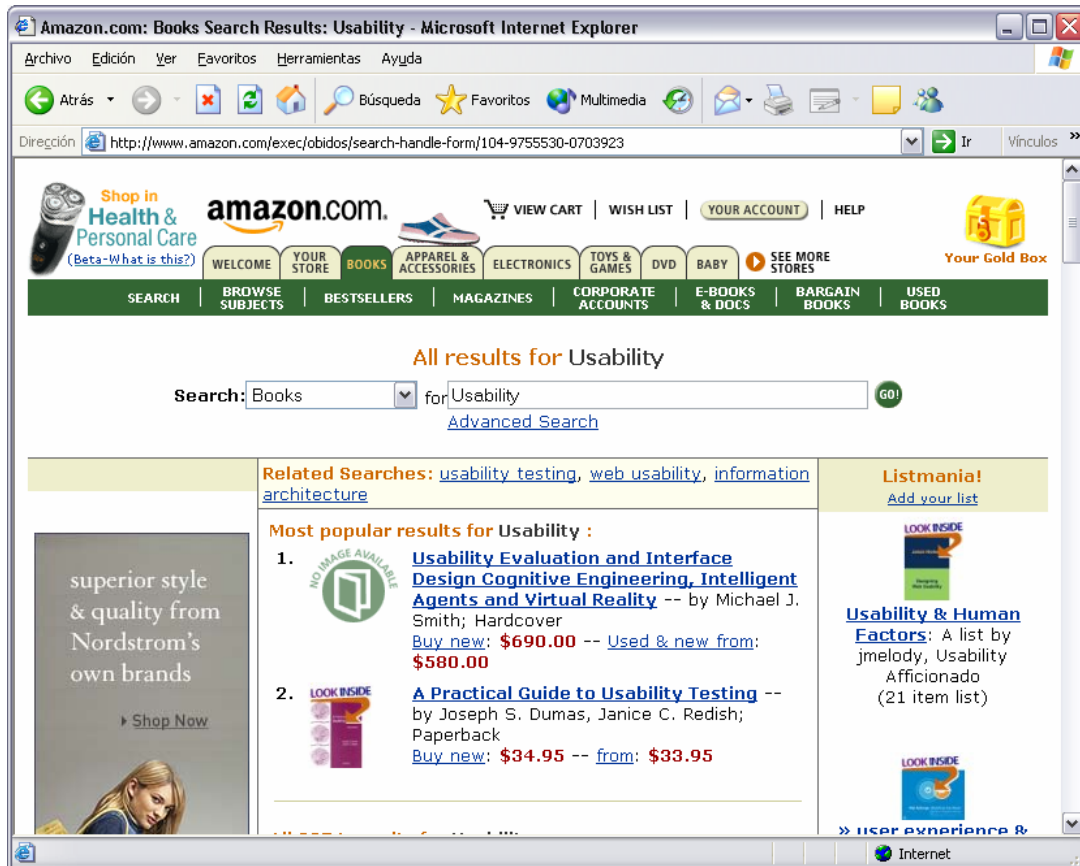 Amazon.com: Books Search Results: Usability - Microsoft Internet Explorer
Archivo Edición Ver Favoritos Herramientas Ayuda
Atrás Búsqueda Favoritos Multimedia
Dirección http://www.amazon.com/exec/obidos/search-handle-form/104-9755530-0703923 Ir Vínculos »
Shop in
Health &
Personal Care
(Beta-What is this?)
amazon.com.
VIEW CART | WISH LIST | YOUR ACCOUNT | HELP
Your Gold Box
WELCOME
YOUR
STORE
BOOKS
APPAREL &
ACCESSORIES
ELECTRONICS
TOYS &
GAMES
DVD
BABY
SEE MORE
STORES
SEARCH
BROWSE
SUBJECTS
BESTSELLERS
MAGAZINES
CORPORATE
ACCOUNTS
E-BOOKS
& DOCS
BARGAIN
BOOKS
USED
BOOKS
All results for Usability
Search: Books for Usability GO!
Advanced Search
Related Searches: usability testing, web usability, information
architecture
Most popular results for Usability :
1.
NO IMAGE AVAILABLE
Usability Evaluation and Interface
Design Cognitive Engineering, Intelligent
Agents and Virtual Reality -- by Michael J.
Smith; Hardcover
Buy new: $690.00 -- Used & new from:
$580.00
2.
LOOK INSIDE
A Practical Guide to Usability Testing --
by Joseph S. Dumas, Janice C. Redish;
Paperback
Buy new: $34.95 -- from: $33.95
superior style
& quality from
Nordstrom's
own brands
Shop Now
Listmania!
Add your list
LOOK INSIDE
Usability & Human
Factors: A list by
jmelody, Usability
Afficionado
(21 item list)
LOOK INSIDE
» user experience &
Internet